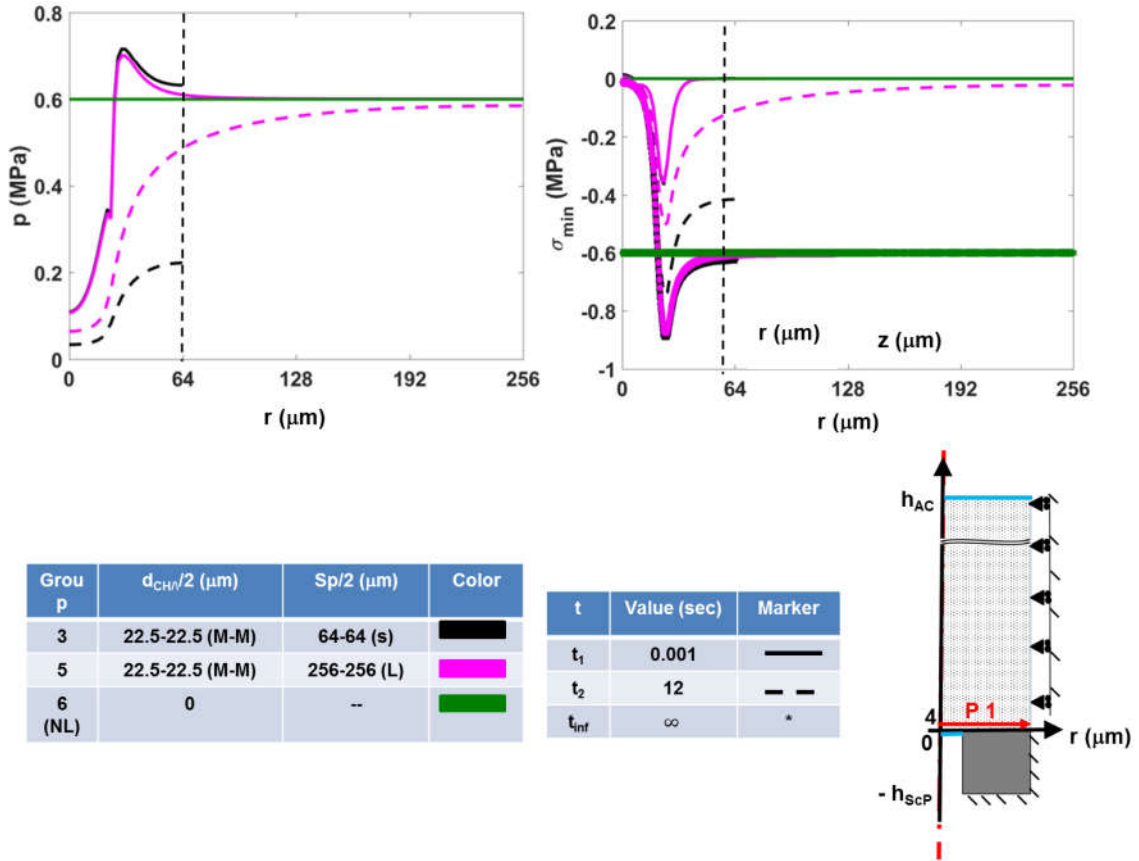 0.8
0.6
0.4
0.2
0
p (MPa)
0 64 128 192 256
r (μm)
0.2
0
-0.2
-0.4
-0.6
-0.8
-1
σmin (MPa)
r (μm) z (μm)
0 64 128 192 256
r (μm)
Grou
p
dCH/\/2 (μm)
Sp/2 (μm)
Color
3 22.5-22.5 (M-M) 64-64 (s)
5 22.5-22.5 (M-M) 256-256 (L)
6
(NL)
0 --
t Value (sec) Marker
t1 0.001
t2 12
tinf ∞ *
hAC
4
0
P 1
r (μm)
- hScP